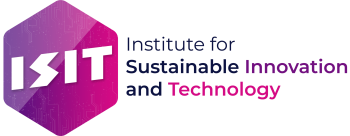 ISIT
Institute for
Sustainable Innovation
and Technology